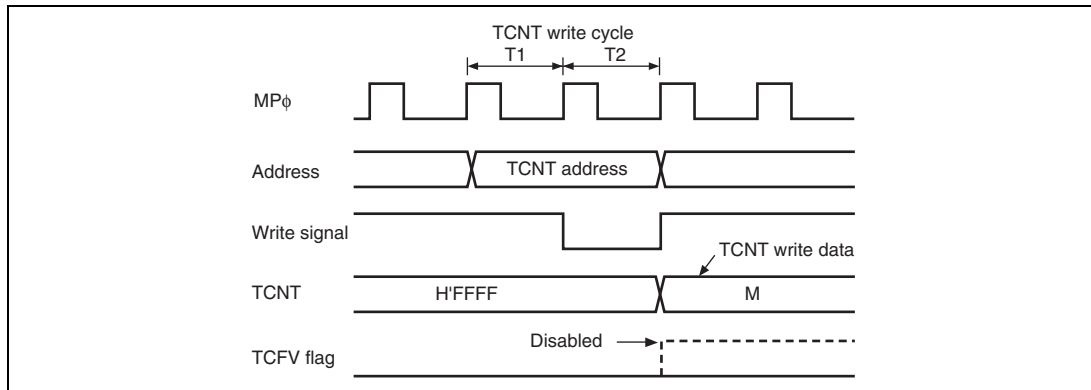 TCNT write cycle
T1 T2
MPϕ
Address TCNT address
Write signal
TCNT write data
TCNT H'FFFF M
Disabled
TCFV flag